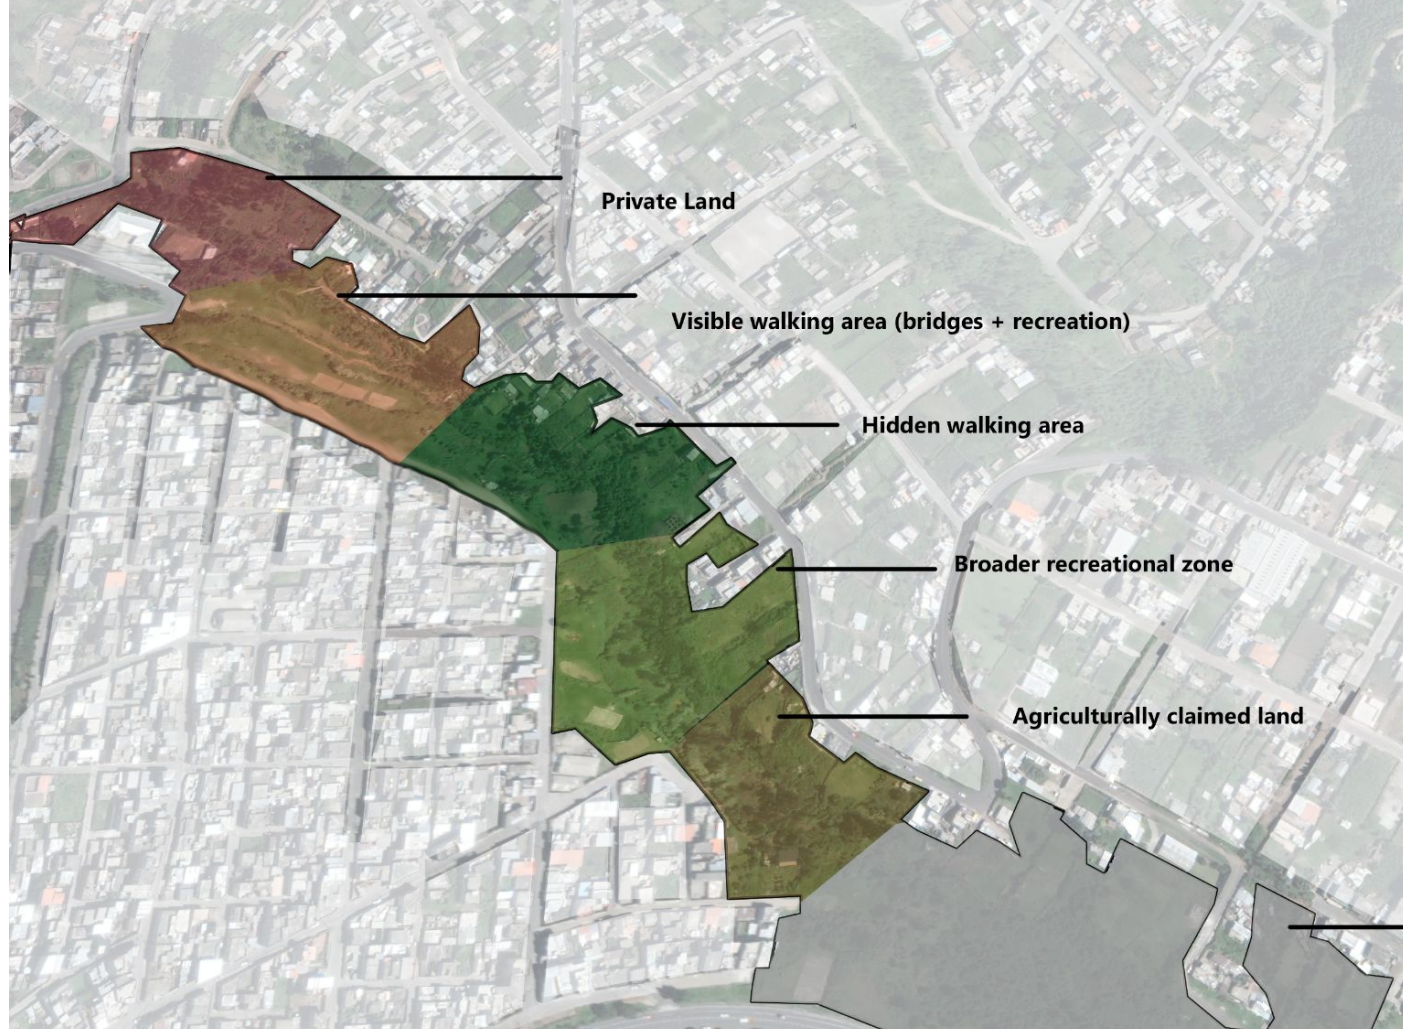 Private Land
Visible walking area (bridges + recreation)
Hidden walking area
Broader recreational zone
Agriculturally claimed land